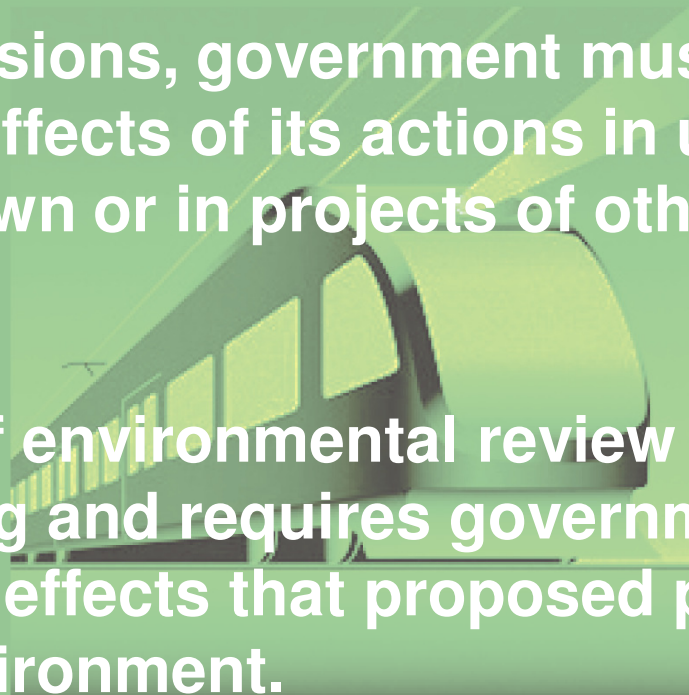 sions, government mus
ffects of its actions in u
wn or in projects of oth
f environmental review
g and requires governm
effects that proposed p
ironment.